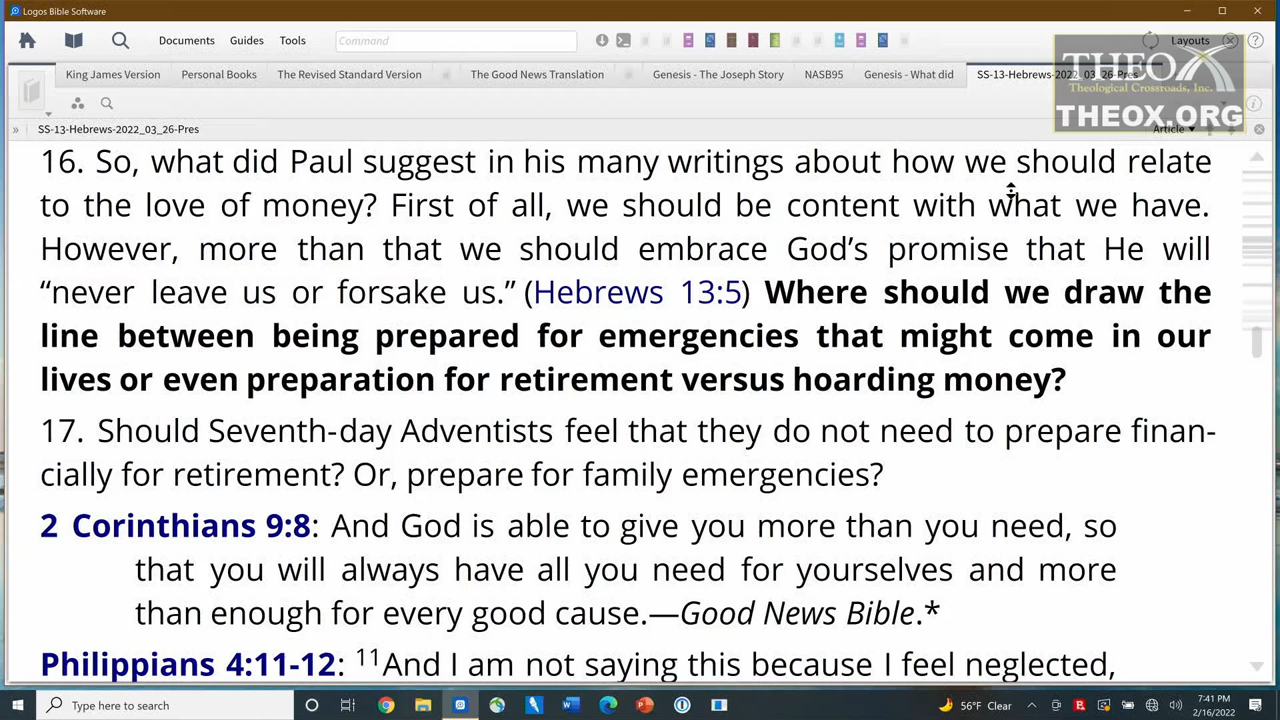 Logos Bible Software
Documents Guides Tools Command Layouts
King James Version Personal Books The Revised Standard Version The Good News Translation Genesis - The Joseph Story NASB95 Genesis - What did SS-13-Hebrews-2022_03_26-Pres
THEOX
Theological Crossroads, Inc.
THEOX.ORG
» SS-13-Hebrews-2022_03_26-Pres Article
16. So, what did Paul suggest in his many writings about how we should relate
to the love of money? First of all, we should be content with what we have.
However, more than that we should embrace God's promise that He will
“never leave us or forsake us.” (Hebrews 13:5) Where should we draw the
line between being prepared for emergencies that might come in our
lives or even preparation for retirement versus hoarding money?
17. Should Seventh-day Adventists feel that they do not need to prepare finan-
cially for retirement? Or, prepare for family emergencies?
2 Corinthians 9:8: And God is able to give you more than you need, so
that you will always have all you need for yourselves and more
than enough for every good cause.—Good News Bible.*
Philippians 4:11-12: 11And I am not saying this because I feel neglected,
Type here to search 56°F Clear 7:41 PM
2/16/2022